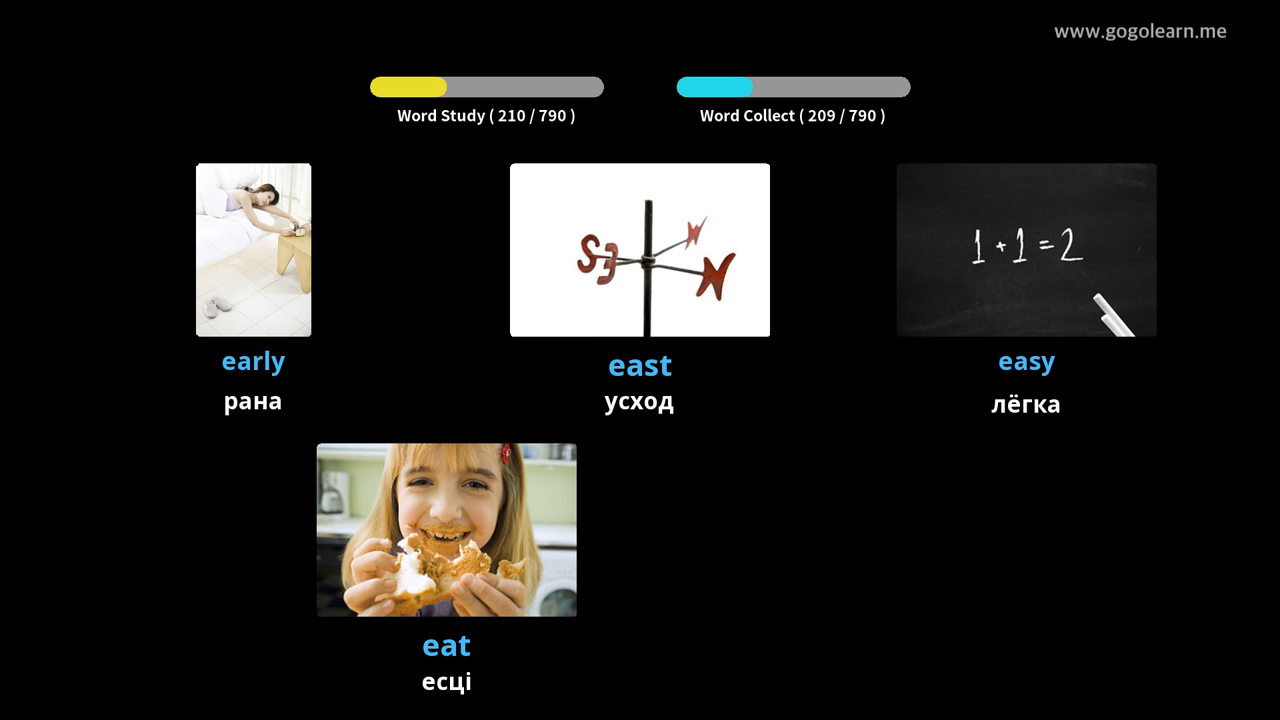 www.gogolearn.me
Word Study ( 210 / 790 )
Word Collect ( 209 / 790 )
S E N W
1 + 1 = 2
early
east
easy
рана
усход
лёгка
eat
есці